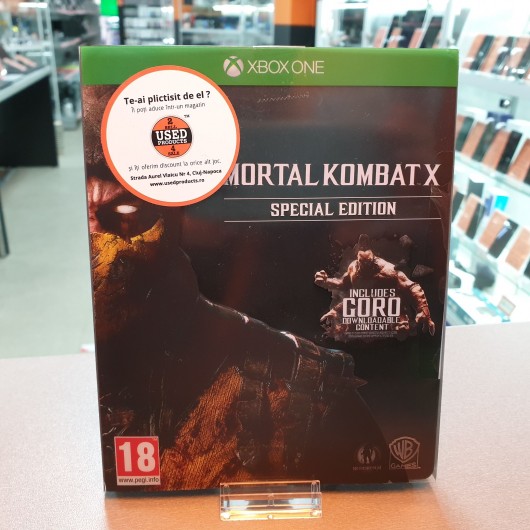 XBOX ONE
Te-ai plictisit de el ?
Îl poți aduce într-un magazin
USED
PRODUCTS
și îți oferim discount la orice alt joc.
Strada Aurel Vlaicu Nr 4, Cluj-Napoca
www.usedproducts.ro
MORTAL KOMBAT X
SPECIAL EDITION
INCLUDES
GORO
DOWNLOADABLE
CONTENT
18
www.pegi.info
WB
GAMES